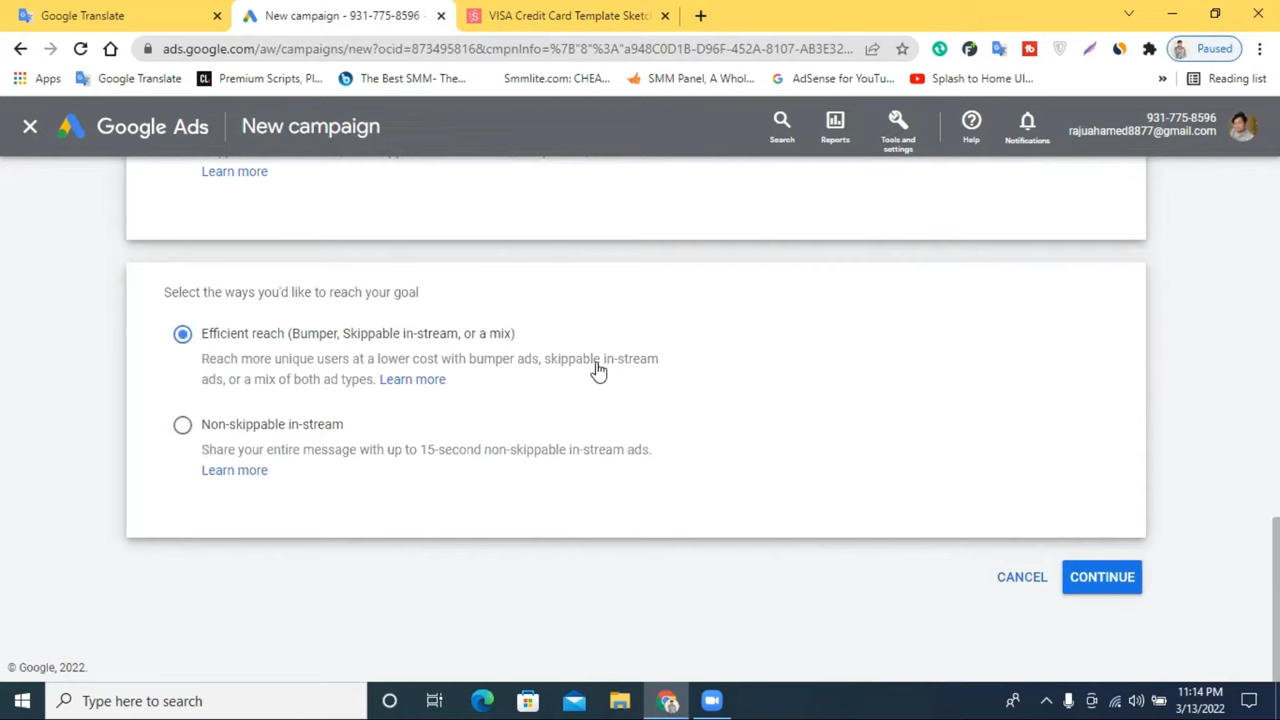 Google Translate
New campaign - 931-775-8596
VISA Credit Card Template Sketc
ads.google.com/aw/campaigns/new?ocid=873495816&cmpnInfo=%7B"8"%3A"a948C0D1B-D96F-452A-8107-AB3E32...
Paused
Apps
Google Translate
Premium Scripts, Pl...
The Best SMM- The...
Smmlite.com: CHEA...
SMM Panel, A Whol...
AdSense for YouTu...
Splash to Home UI...
»
Reading list
Google Ads
New campaign
Search
Reports
Tools and
settings
Help
Notifications
931-775-8596
rajuahamed8877@gmail.com
Learn more
Select the ways you'd like to reach your goal
Efficient reach (Bumper, Skippable in-stream, or a mix)
Reach more unique users at a lower cost with bumper ads, skippable in-stream
ads, or a mix of both ad types. Learn more
Non-skippable in-stream
Share your entire message with up to 15-second non-skippable in-stream ads.
Learn more
CANCEL
CONTINUE
© Google, 2022.
Type here to search
11:14 PM
3/13/2022